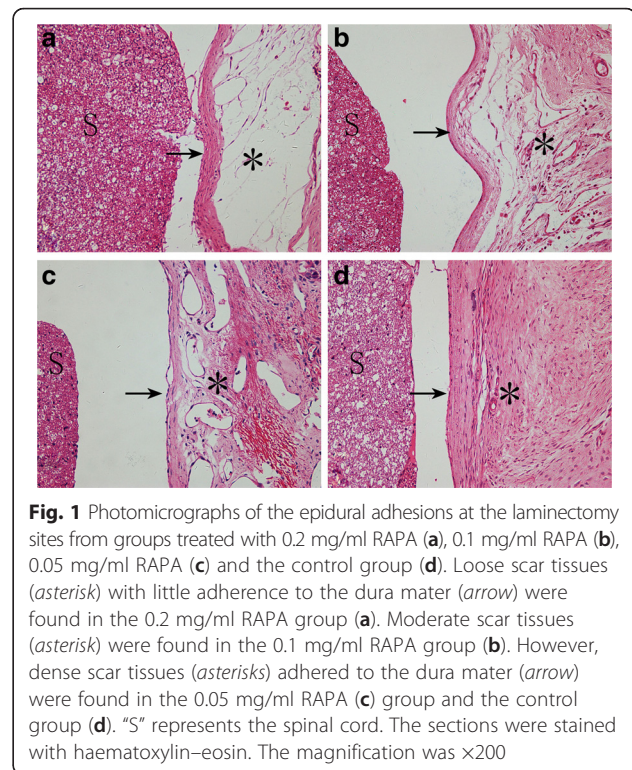 a
b
S
*
S
*
c
d
S
*
S
*
Fig. 1 Photomicrographs of the epidural adhesions at the laminectomy
sites from groups treated with 0.2 mg/ml RAPA (a), 0.1 mg/ml RAPA (b),
0.05 mg/ml RAPA (c) and the control group (d). Loose scar tissues
(asterisk) with little adherence to the dura mater (arrow) were
found in the 0.2 mg/ml RAPA group (a). Moderate scar tissues
(asterisk) were found in the 0.1 mg/ml RAPA group (b). However,
dense scar tissues (asterisks) adhered to the dura mater (arrow)
were found in the 0.05 mg/ml RAPA (c) group and the control
group (d). “S” represents the spinal cord. The sections were stained
with haematoxylin–eosin. The magnification was ×200